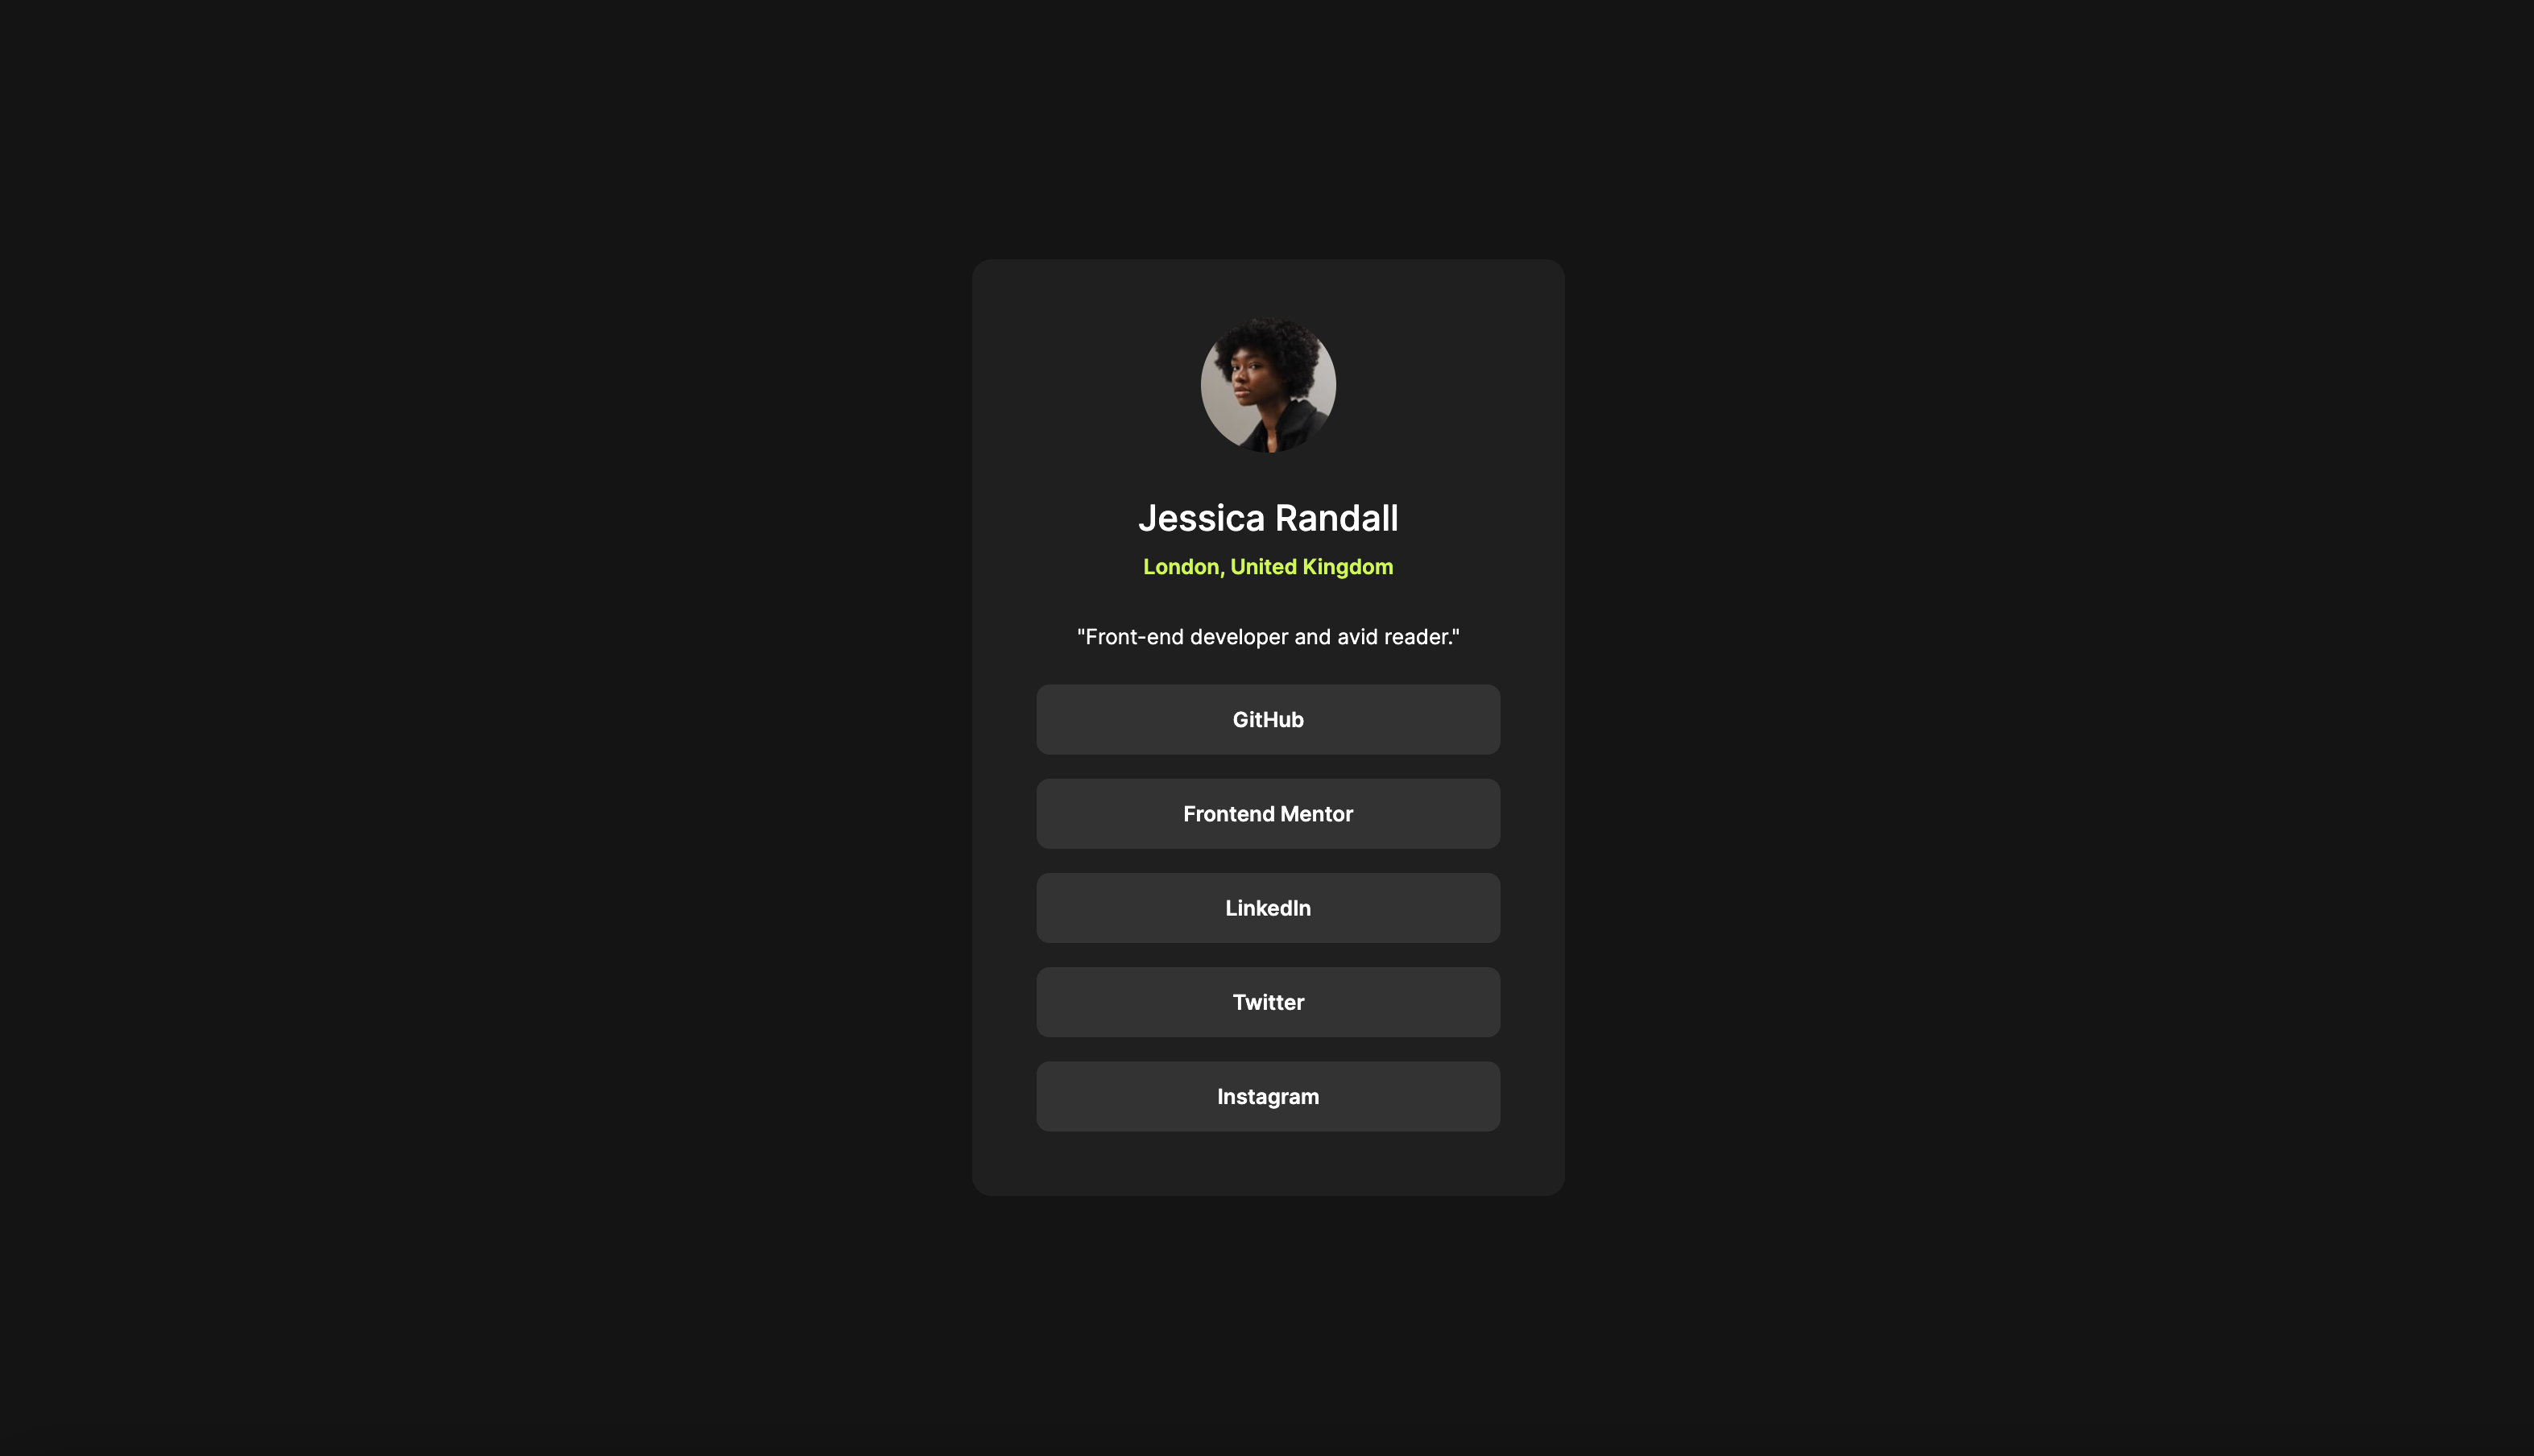 Jessica Randall
London, United Kingdom
"Front-end developer and avid reader."
GitHub
Frontend Mentor
LinkedIn
Twitter
Instagram